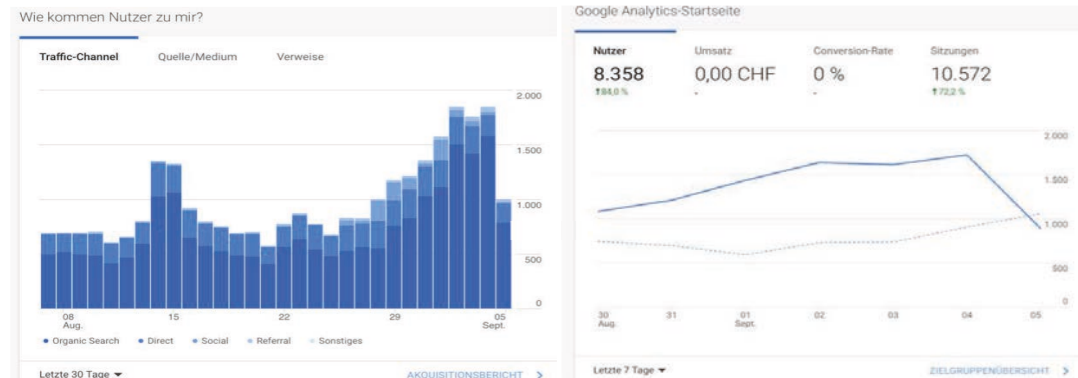 Wie kommen Nutzer zu mir?
Traffic-Channel Quelle/Medium Verweise
2.000
1.500
1.000
500
0
08 15 22 29 05
Aug. Sept.
Organic Search Direct Social Referral Sonstiges
Letzte 30 Tage AKQUISITIONSBERICHT
Google Analytics-Startseite
Nutzer Umsatz Conversion-Rate Sitzungen
8.358 0,00 CHF 0 % 10.572
↑84,0 % - - ↑72,2 %
2.000
1.500
1.000
500
0
30 31 01 02 03 04 05
Aug. Sept.
Letzte 7 Tage ZIELGRUPPENÜBERSICHT